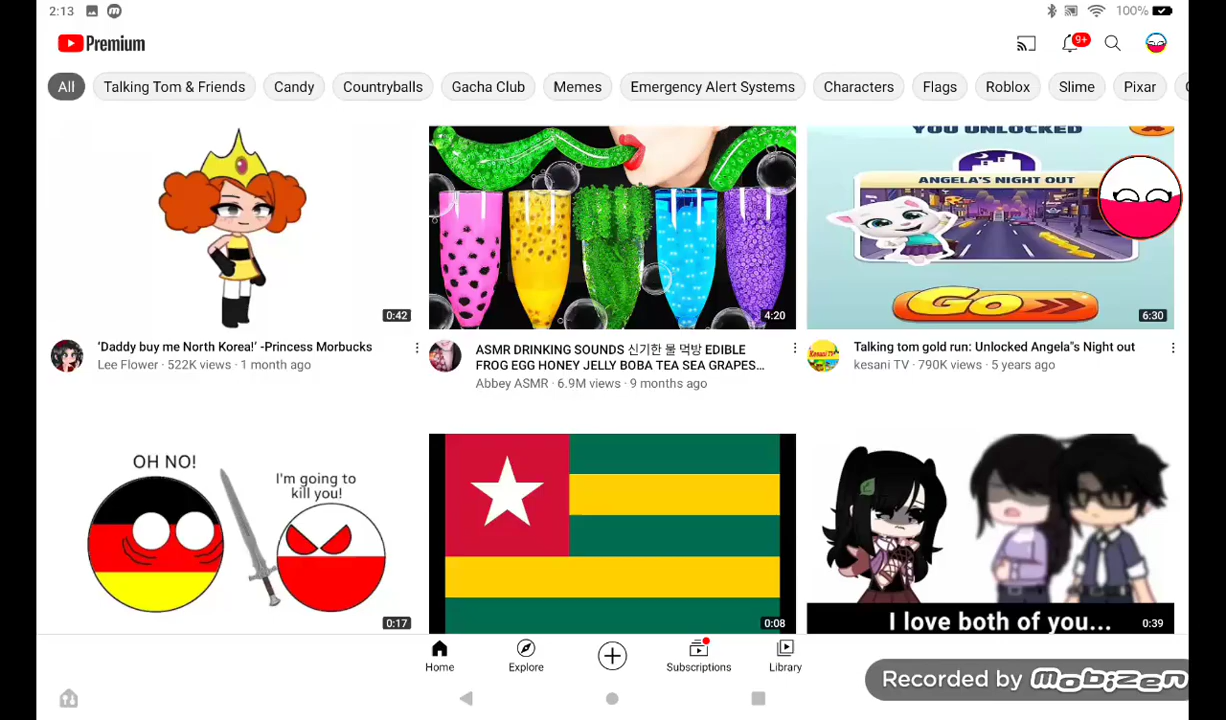 2:13
100%
Premium
9+
All
Talking Tom & Friends
Candy
Countryballs
Gacha Club
Memes
Emergency Alert Systems
Characters
Flags
Roblox
Slime
Pixar
0:42
4:20
YOU UNLOCKED
ANGELA'S NIGHT OUT
GO
6:30
'Daddy buy me North Korea!' -Princess Morbucks
Lee Flower · 522K views · 1 month ago
ASMR DRINKING SOUNDS 신기한 물 먹방 EDIBLE
FROG EGG HONEY JELLY BOBA TEA SEA GRAPES...
Abbey ASMR · 6.9M views · 9 months ago
Talking tom gold run: Unlocked Angela"s Night out
kesani TV · 790K views · 5 years ago
OH NO!
I'm going to
kill you!
0:17
0:08
I love both of you...
0:39
Home
Explore
Subscriptions
Library
Recorded by mobizen